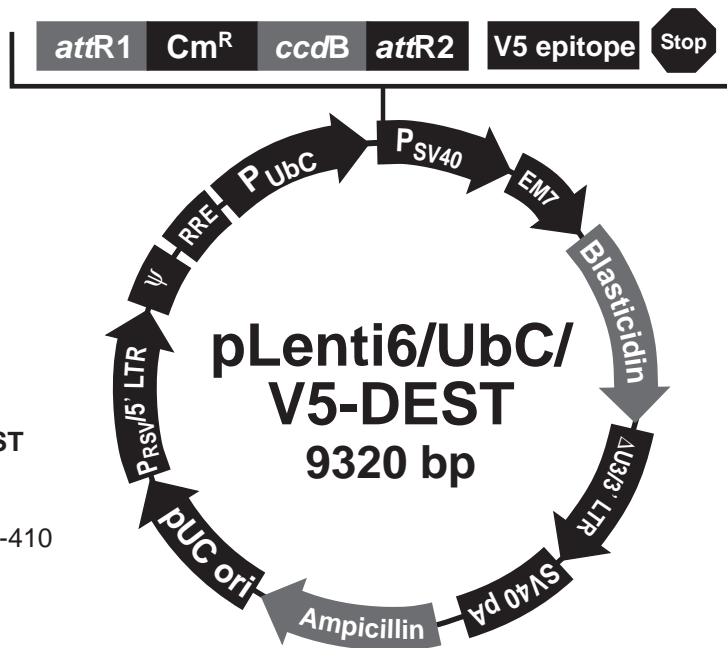 attR1 CmR ccdB attR2 V5 epitope Stop
PUbC
PSV40
EM7
Blasticidin
ΔU3/3' LTR
SV40 pA
Ampicillin
pUC ori
PRSV/5' LTR
Ψ
RRE
pLenti6/UbC/
V5-DEST
9320 bp
ST
-410